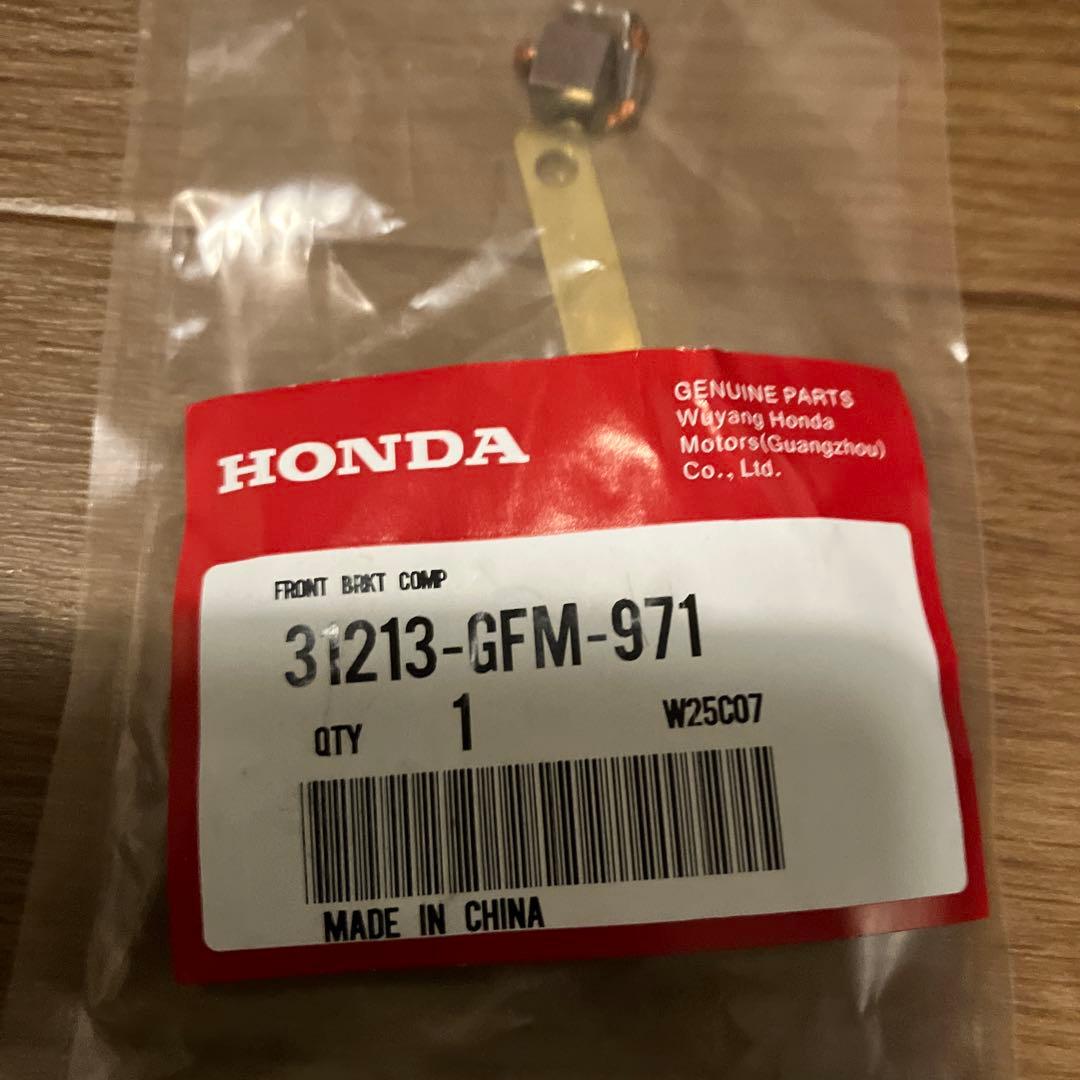 HONDA
GENUINE PARTS
Wuyang Honda
Motors(Guangzhou)
Co., Ltd.
FRONT BRKT COMP
31213-GFM-971
QTY 1 W25C07
MADE IN CHINA